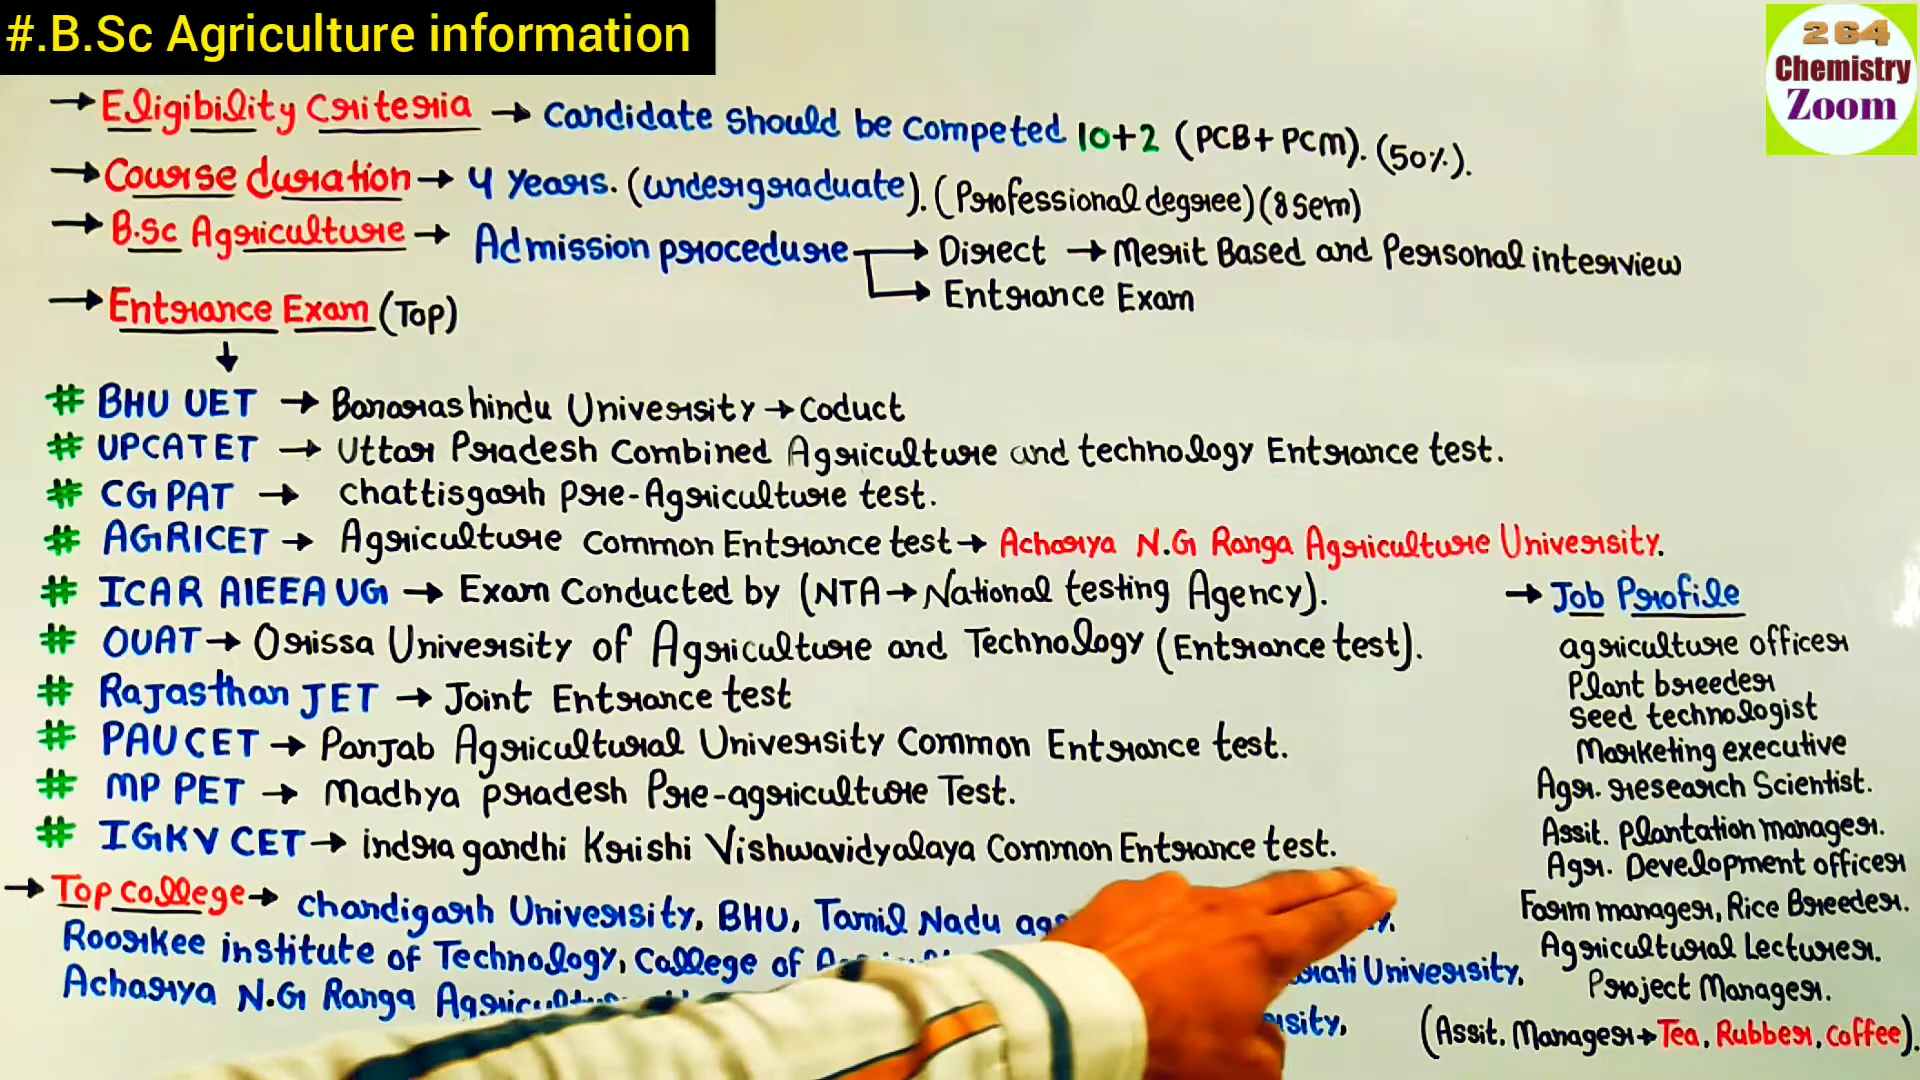 #.B.Sc Agriculture information
264
Chemistry
Zoom
→ Eligibility Criteria → Candidate should be competed 10+2 (PCB+PCM). (50%).
→ Course duration → 4 years. (undergraduate). (Professional degree) (8 sem)
→ B.Sc Agriculture → Admission procedure → Direct → Merit Based and Personal interview
→ Entrance Exam
→ Entrance Exam (Top)
↓
# BHU UET → Banaras hindu University → Coduct
# UPCATET → Uttar Pradesh Combined Agriculture and technology Entrance test.
# CG PAT → Chattisgarh Pre-Agriculture test.
# AGRICET → Agriculture Common Entrance test → Acharya N.G Ranga Agriculture University.
# ICAR AIEEA UG → Exam Conducted by (NTA → National testing Agency).
# OUAT → Orissa University of Agriculture and Technology (Entrance test).
# Rajasthan JET → Joint Entrance test
# PAU CET → Panjab Agricultural University Common Entrance test.
# MP PET → Madhya pradesh Pre-agriculture Test.
# IGKV CET → indra gandhi Krishi Vishwavidyalaya Common Entrance test.
→ Top college → Chandigarh University, BHU, Tamil Nadu
Roorkee institute of Technology, College of University,
Acharya N.G Ranga
→ Job Profile
agriculture officer
Plant breeder
Seed technologist
Marketing executive
Agr. research Scientist.
Assit. Plantation manager.
Agr. Development officer
Farm manager, Rice Breeder.
Agricultural Lecturer.
Project Manager.
(Assit. Manager → Tea, Rubber, Coffee).